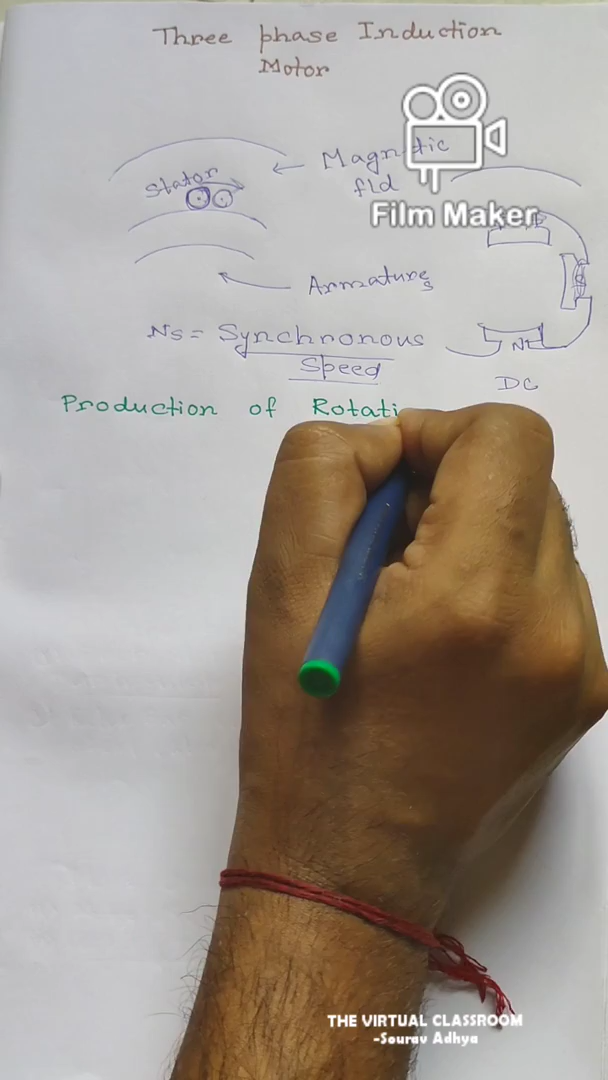 Three phase Induction
Motor
Magnetic
fld
Stator
Film Maker
Armature
Ns = Synchronous
Speed
N
DC
Production of Rotati
THE VIRTUAL CLASSROOM
-Sourav Adhya